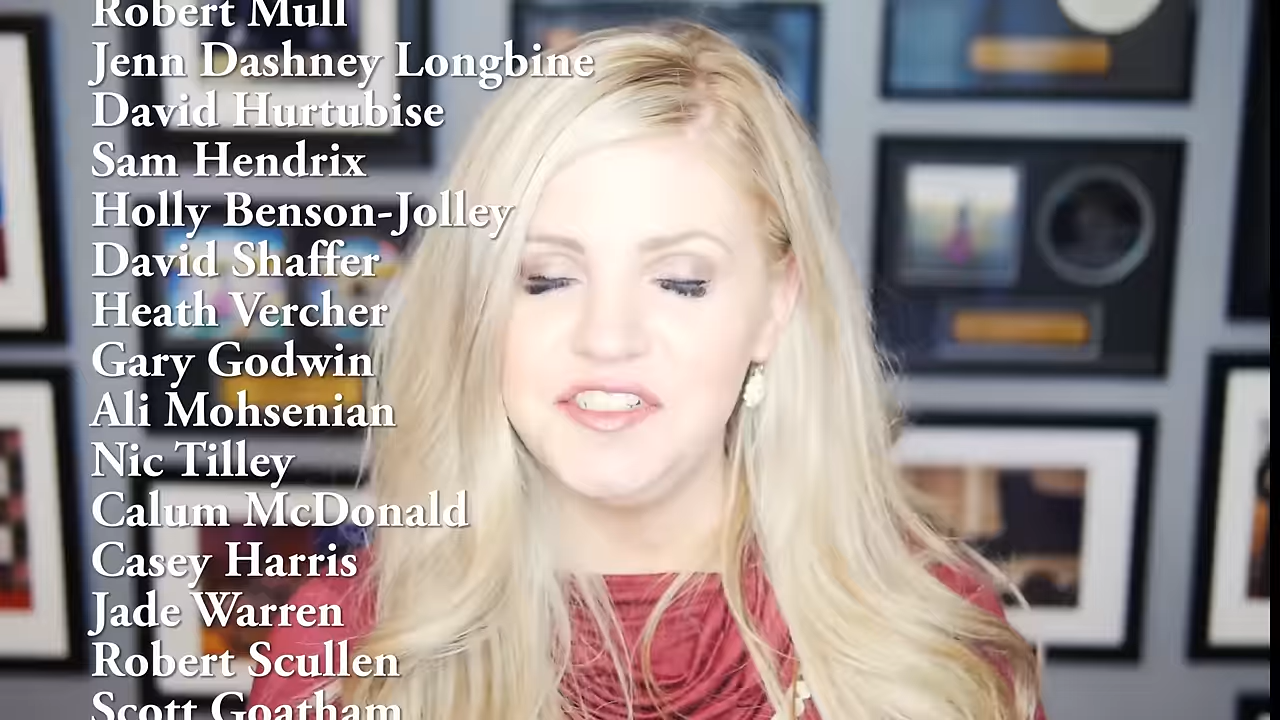 Robert Mull
Jenn Dashney Longbine
David Hurtubise
Sam Hendrix
Holly Benson-Jolley
David Shaffer
Heath Vercher
Gary Godwin
Ali Mohsenian
Nic Tilley
Calum McDonald
Casey Harris
Jade Warren
Robert Scullen
Scott Goatham